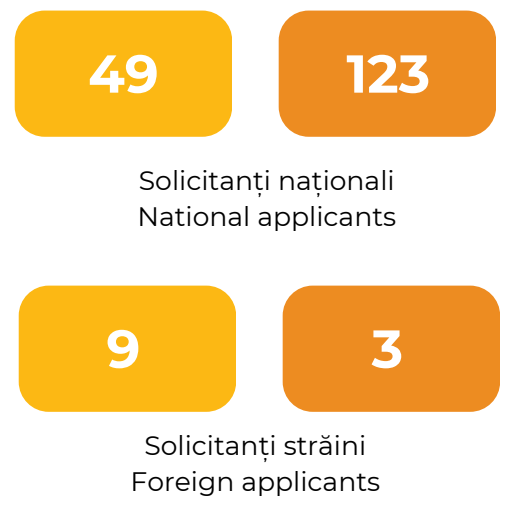 49 123
Solicitanți naționali
National applicants
9 3
Solicitanți străini
Foreign applicants